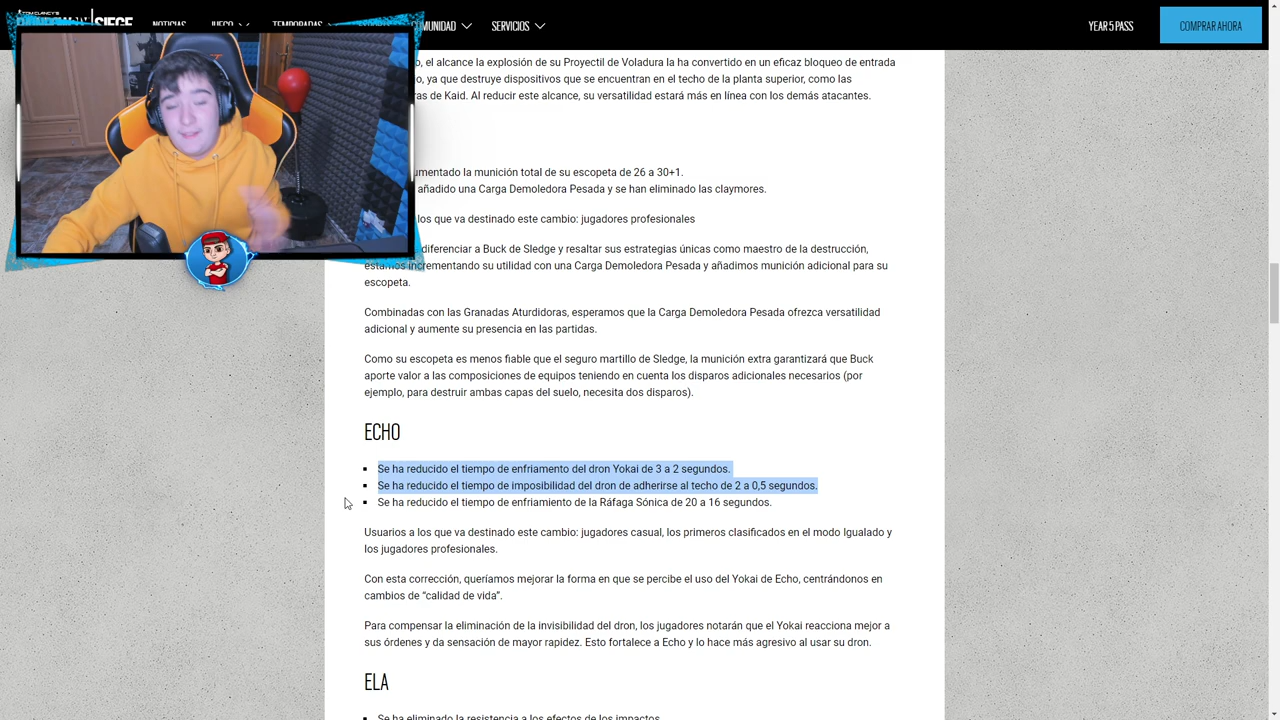 TOM CLANCY'S
SIEGE
NOTICIAS JUEGO TEMPORADAS COMUNIDAD SERVICIOS YEAR 5 PASS COMPRAR AHORA
el alcance la explosión de su Proyectil de Voladura la ha convertido en un eficaz bloqueo de entrada
ya que destruye dispositivos que se encuentran en el techo de la planta superior, como las
de Kaid. Al reducir este alcance, su versatilidad estará más en línea con los demás atacantes.
la munición total de su escopeta de 26 a 30+1.
añadido una Carga Demoledora Pesada y se han eliminado las claymores.
los que va destinado este cambio: jugadores profesionales
diferenciar a Buck de Sledge y resaltar sus estrategias únicas como maestro de la destrucción,
estamos incrementando su utilidad con una Carga Demoledora Pesada y añadimos munición adicional para su
escopeta.
Combinadas con las Granadas Aturdidoras, esperamos que la Carga Demoledora Pesada ofrezca versatilidad
adicional y aumente su presencia en las partidas.
Como su escopeta es menos fiable que el seguro martillo de Sledge, la munición extra garantizará que Buck
aporte valor a las composiciones de equipos teniendo en cuenta los disparos adicionales necesarios (por
ejemplo, para destruir ambas capas del suelo, necesita dos disparos).
ECHO
▪ Se ha reducido el tiempo de enfriamento del dron Yokai de 3 a 2 segundos.
▪ Se ha reducido el tiempo de imposibilidad del dron de adherirse al techo de 2 a 0,5 segundos.
▪ Se ha reducido el tiempo de enfriamiento de la Ráfaga Sónica de 20 a 16 segundos.
Usuarios a los que va destinado este cambio: jugadores casual, los primeros clasificados en el modo Igualado y
los jugadores profesionales.
Con esta corrección, queríamos mejorar la forma en que se percibe el uso del Yokai de Echo, centrándonos en
cambios de “calidad de vida”.
Para compensar la eliminación de la invisibilidad del dron, los jugadores notarán que el Yokai reacciona mejor a
sus órdenes y da sensación de mayor rapidez. Esto fortalece a Echo y lo hace más agresivo al usar su dron.
ELA
▪ Se ha eliminado la resistencia a los efectos de los impactos.